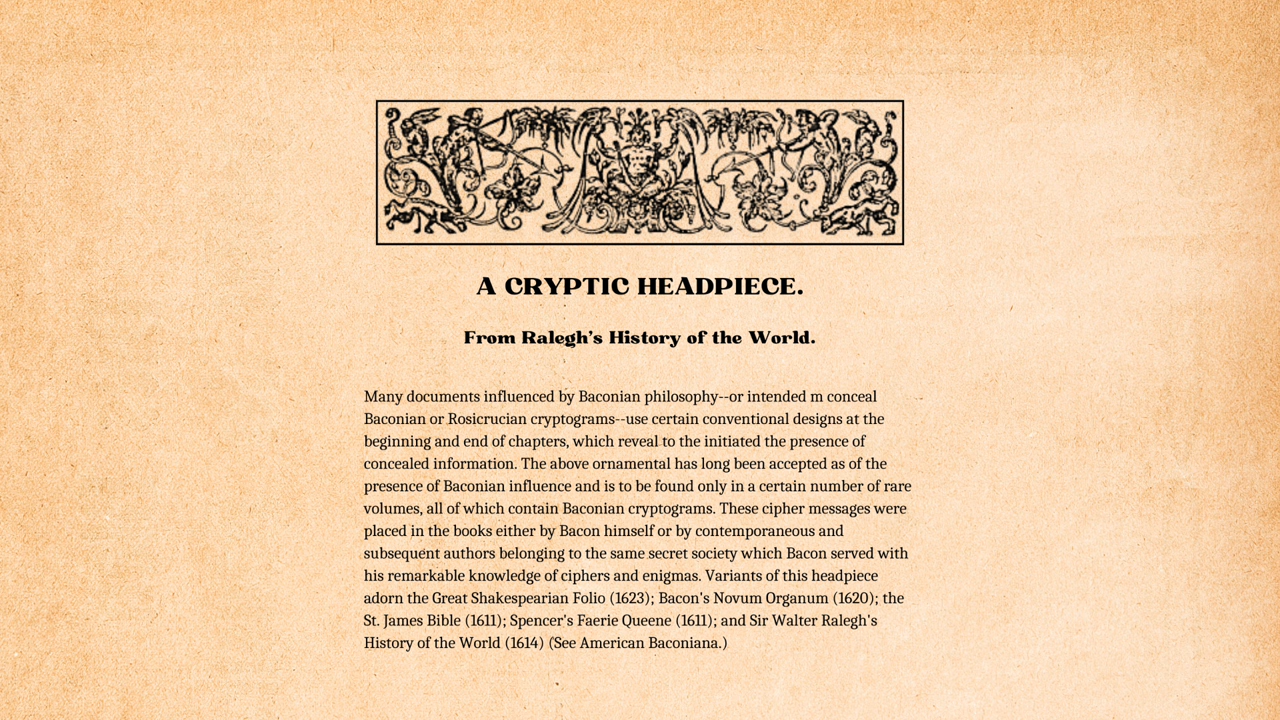 A CRYPTIC HEADPIECE.
From Ralegh's History of the World.
Many documents influenced by Baconian philosophy--or intended m conceal
Baconian or Rosicrucian cryptograms--use certain conventional designs at the
beginning and end of chapters, which reveal to the initiated the presence of
concealed information. The above ornamental has long been accepted as of the
presence of Baconian influence and is to be found only in a certain number of rare
volumes, all of which contain Baconian cryptograms. These cipher messages were
placed in the books either by Bacon himself or by contemporaneous and
subsequent authors belonging to the same secret society which Bacon served with
his remarkable knowledge of ciphers and enigmas. Variants of this headpiece
adorn the Great Shakespearian Folio (1623); Bacon's Novum Organum (1620); the
St. James Bible (1611); Spencer's Faerie Queene (1611); and Sir Walter Ralegh's
History of the World (1614) (See American Baconiana.)